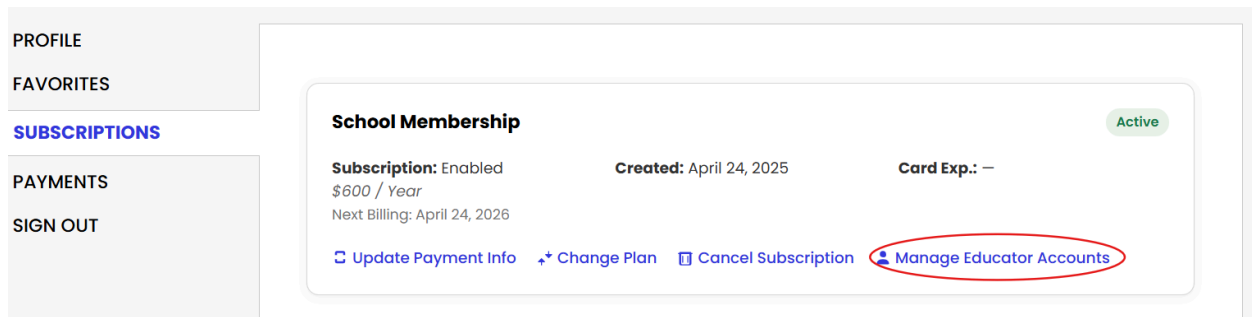 PROFILE
FAVORITES
SUBSCRIPTIONS
PAYMENTS
SIGN OUT
School Membership
Active
Subscription: Enabled
$600 / Year
Next Billing: April 24, 2026
Created: April 24, 2025
Card Exp.: —
Update Payment Info
Change Plan
Cancel Subscription
Manage Educator Accounts